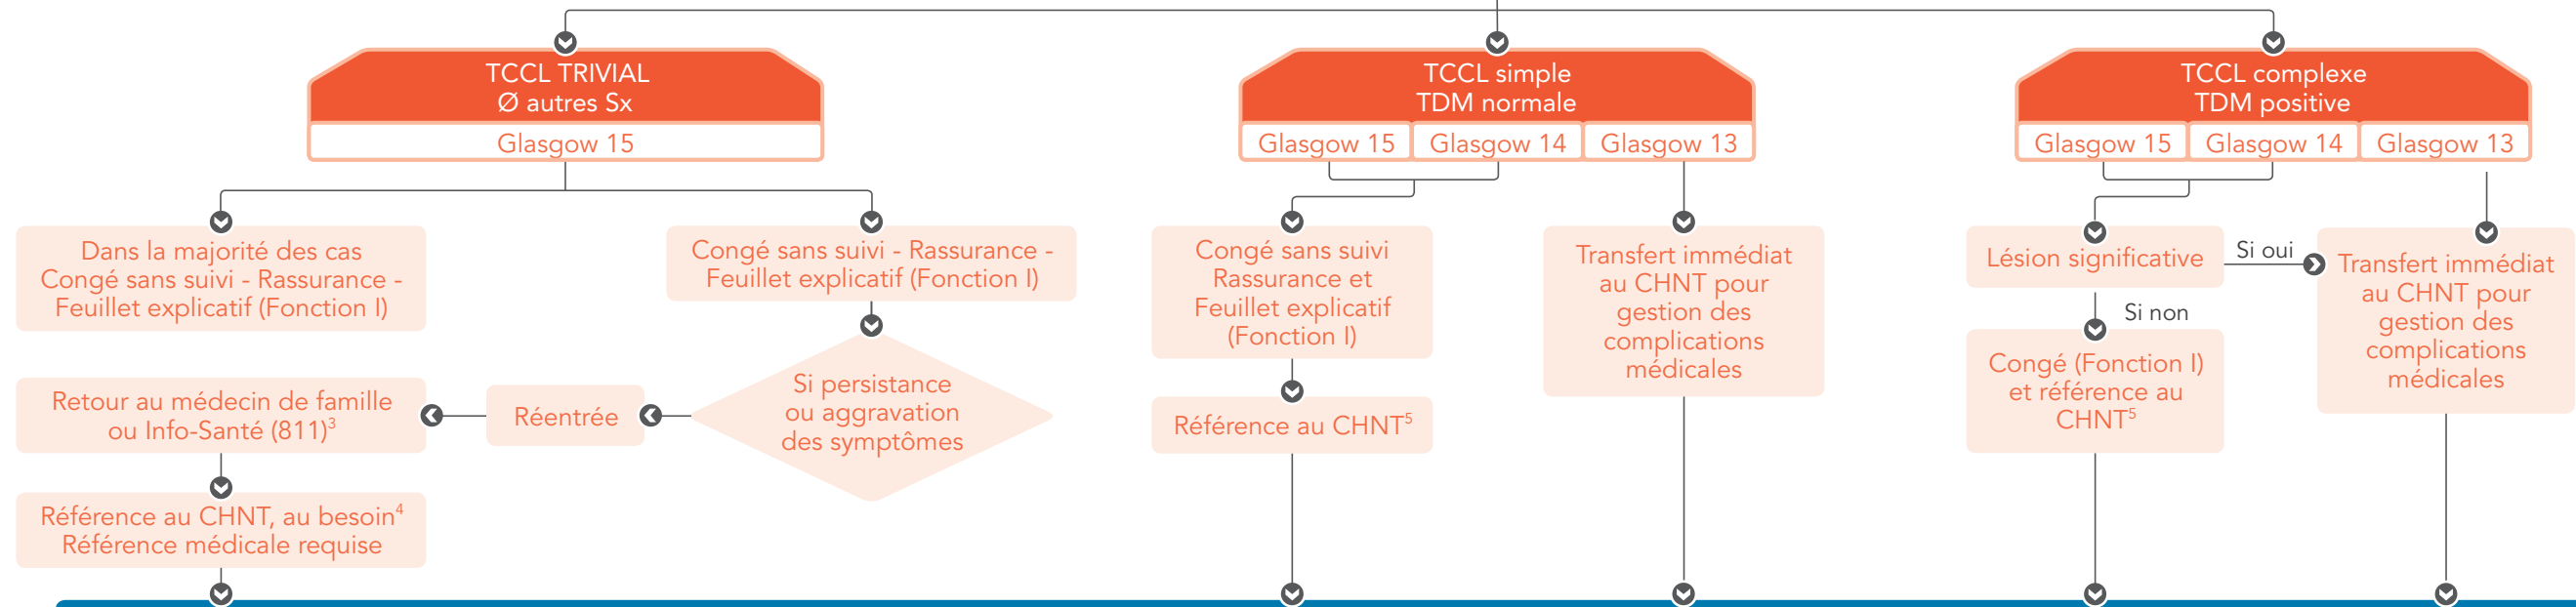 TCCL TRIVIAL
Ø autres Sx
Glasgow 15
Dans la majorité des cas
Congé sans suivi - Rassurance -
Feuillet explicatif (Fonction I)
Congé sans suivi - Rassurance -
Feuillet explicatif (Fonction I)
Si persistance
ou aggravation
des symptômes
Réentrée
Retour au médecin de famille
ou Info-Santé (811)³
Référence au CHNT, au besoin⁴
Référence médicale requise
TCCL simple
TDM normale
Glasgow 15
Glasgow 14
Glasgow 13
Congé sans suivi
Rassurance et
Feuillet explicatif
(Fonction I)
Référence au CHNT⁵
Transfert immédiat
au CHNT pour
gestion des
complications
médicales
TCCL complexe
TDM positive
Glasgow 15
Glasgow 14
Glasgow 13
Lésion significative
Si oui
Si non
Congé (Fonction I)
et référence au
CHNT⁵
Transfert immédiat
au CHNT pour
gestion des
complications
médicales